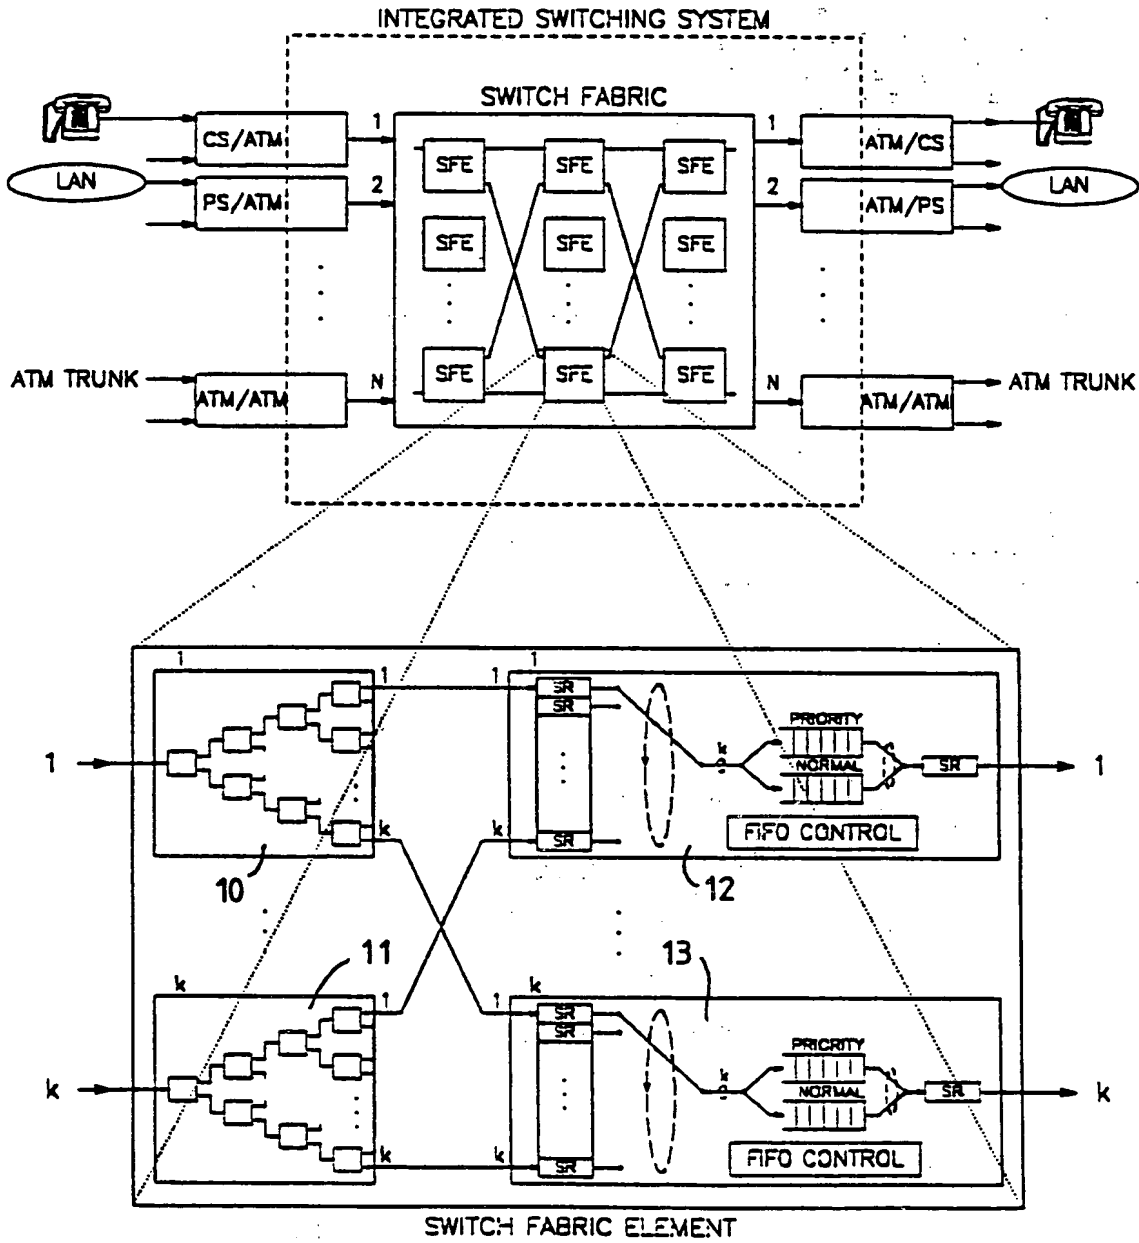 INTEGRATED SWITCHING SYSTEM
SWITCH FABRIC
CS/ATM 1 SFE SFE SFE 1 ATM/CS
LAN PS/ATM 2 2 ATM/PS LAN
SFE SFE SFE
ATM TRUNK ATM/ATM N SFE SFE SFE N ATM/ATM ATM TRUNK
1 1 1 1
SR
SR
PRIORITY
1 k SR 1
NORMAL
k k SR FIFO CONTROL
10 12
11 13
k 1 1 k
SR
SR
PRIORITY
k k SR k
NORMAL
k k SR FIFO CONTROL
SWITCH FABRIC ELEMENT